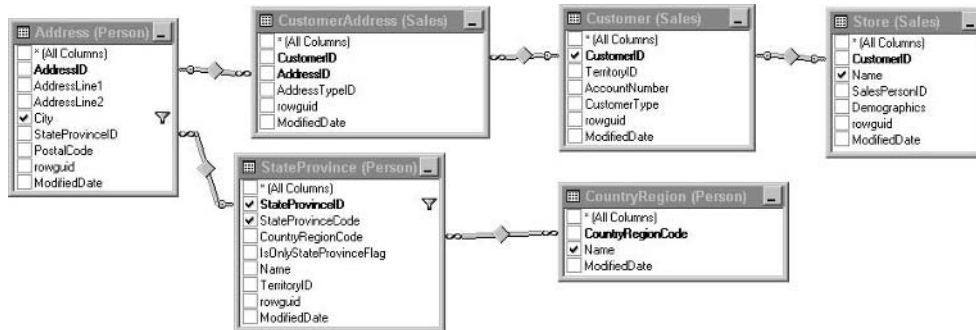 Address (Person)
* (All Columns)
AddressID
AddressLine1
AddressLine2
City
StateProvinceID
PostalCode
rowguid
ModifiedDate
CustomerAddress (Sales)
* (All Columns)
CustomerID
AddressID
AddressTypeID
rowguid
ModifiedDate
Customer (Sales)
* (All Columns)
CustomerID
TerritoryID
AccountNumber
CustomerType
rowguid
ModifiedDate
Store (Sales)
* (All Columns)
CustomerID
Name
SalesPersonID
Demographics
rowguid
ModifiedDate
StateProvince (Person)
* (All Columns)
StateProvinceID
StateProvinceCode
CountryRegionCode
IsOnlyStateProvinceFlag
Name
TerritoryID
rowguid
ModifiedDate
CountryRegion (Person)
* (All Columns)
CountryRegionCode
Name
ModifiedDate